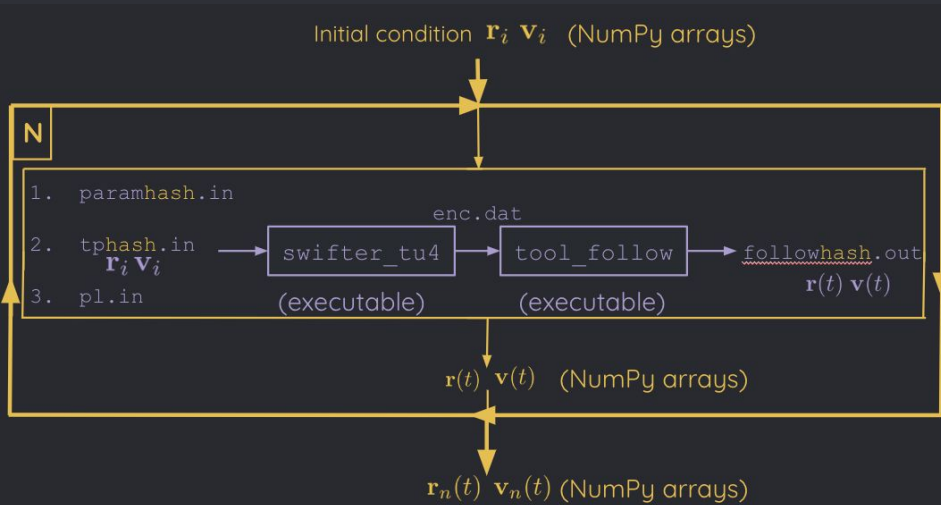 Initial condition r_i v_i (NumPy arrays)
N
1. paramhash.in
enc.dat
2. tphash.in swifter_tu4 tool_follow followhash.out
r_i v_i r(t) v(t)
3. pl.in (executable) (executable)
r(t) v(t) (NumPy arrays)
r_n(t) v_n(t) (NumPy arrays)